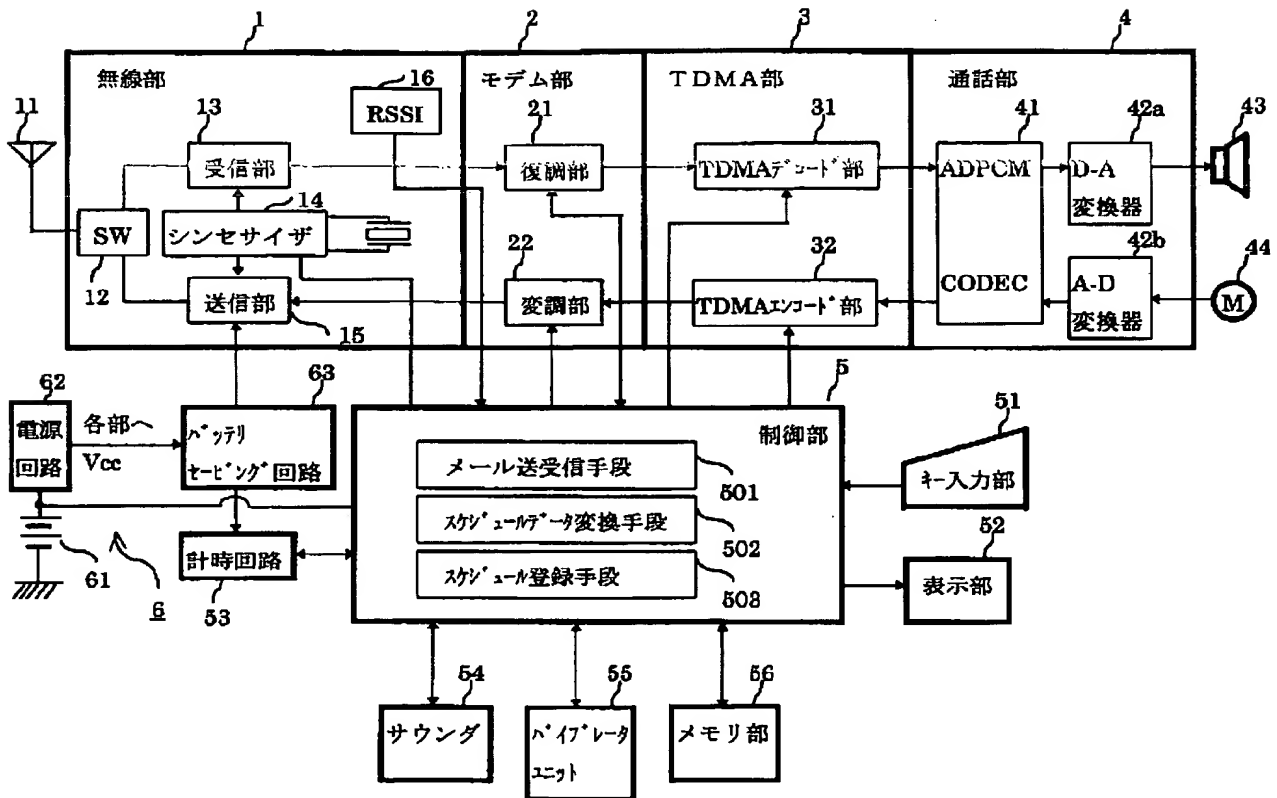 1
2
3
4
無線部
モデム部
TDMA部
通話部
11
13
16
21
31
41
42a
43
RSSI
受信部
復調部
TDMAデコード部
ADPCM
D-A
変換器
14
SW
シンセサイザ
12
22
32
42b
44
送信部
変調部
TDMAエンコード部
CODEC
A-D
変換器
M
15
62
63
5
51
電源
回路
各部へ
Vcc
バッテリ
セービング回路
制御部
キー入力部
メール送受信手段
501
スケジュールデータ変換手段
502
52
スケジュール登録手段
503
表示部
計時回路
61
6
53
54
55
56
サウンダ
バイブレータ
ユニット
メモリ部